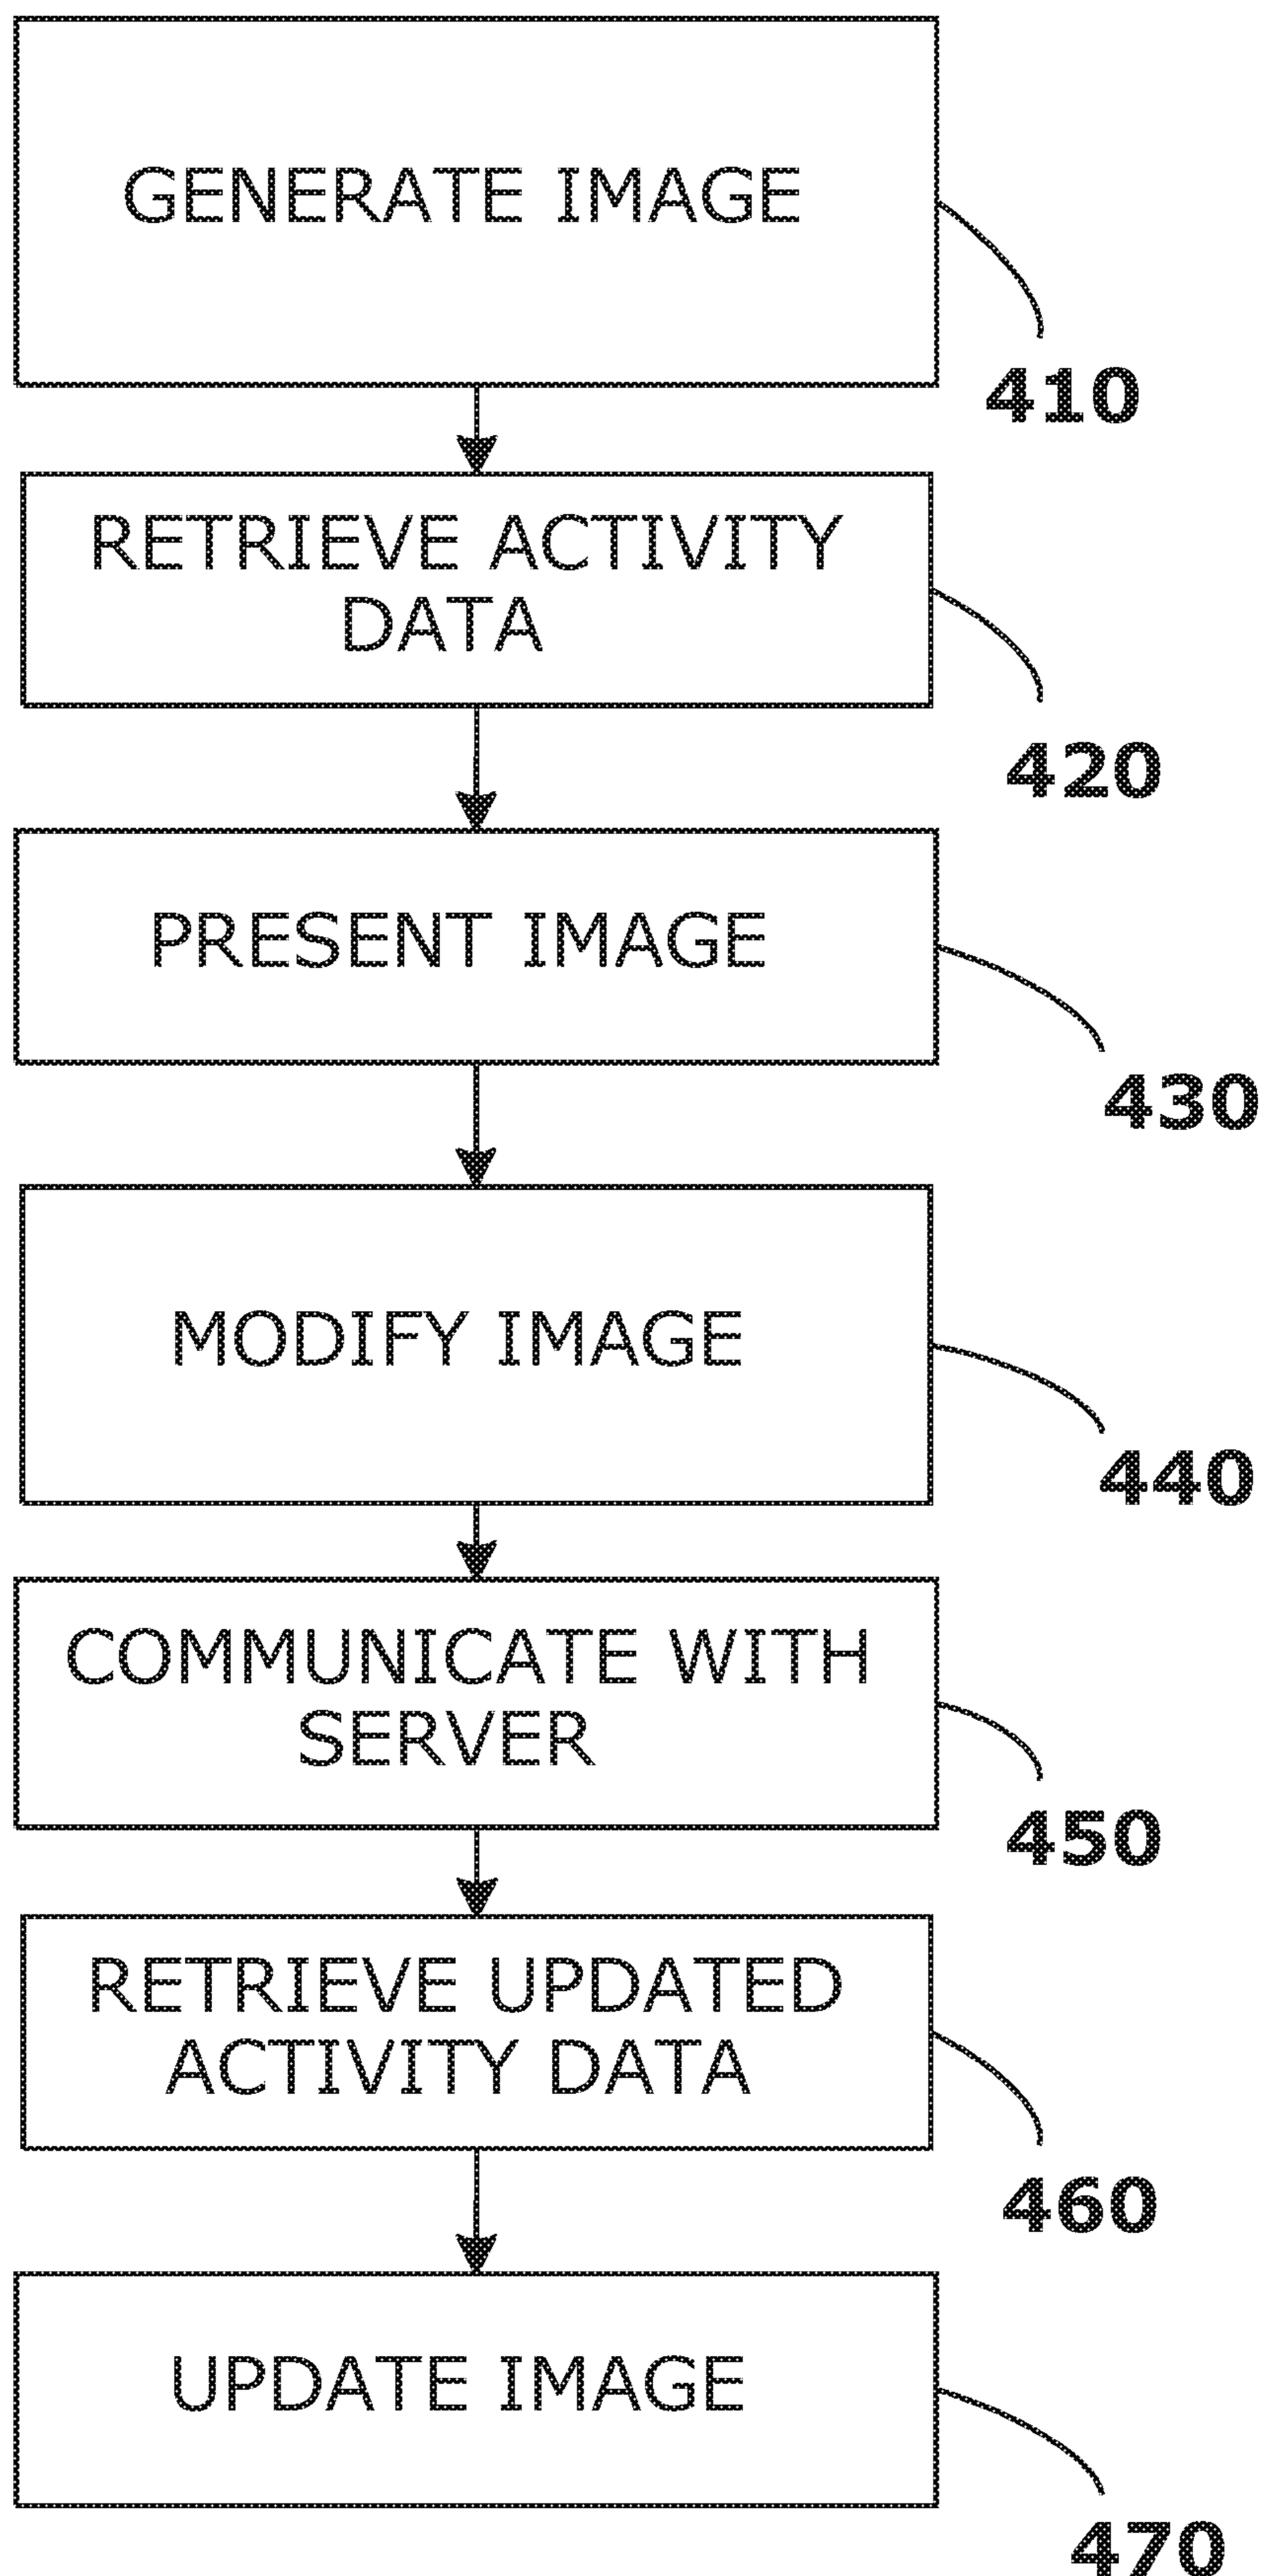 GENERATE IMAGE
410
RETRIEVE ACTIVITY
DATA
420
PRESENT IMAGE
430
MODIFY IMAGE
440
COMMUNICATE WITH
SERVER
450
RETRIEVE UPDATED
ACTIVITY DATA
460
UPDATE IMAGE
470